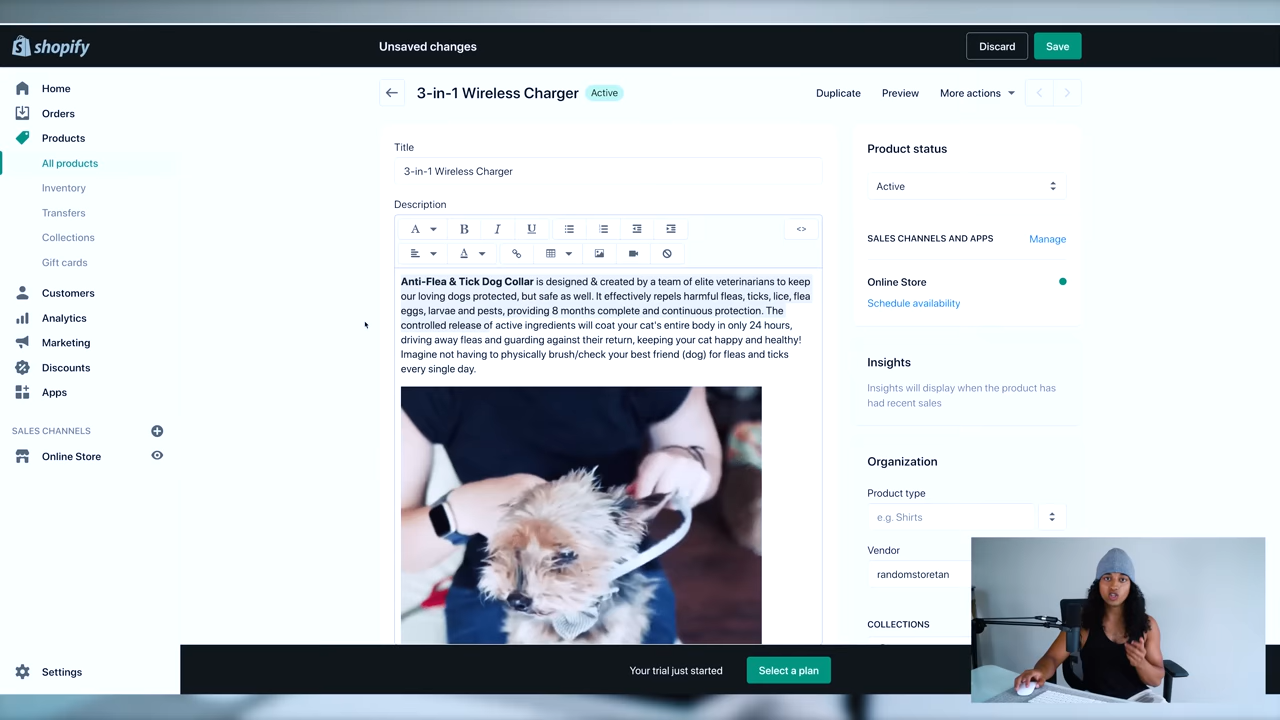 shopify
Unsaved changes
Discard
Save
Home
Orders
Products
All products
Inventory
Transfers
Collections
Gift cards
Customers
Analytics
Marketing
Discounts
Apps
SALES CHANNELS
Online Store
Settings
3-in-1 Wireless Charger
Active
Duplicate
Preview
More actions
Title
3-in-1 Wireless Charger
Description
A
B
I
U
<>
A
Anti-Flea & Tick Dog Collar is designed & created by a team of elite veterinarians to keep
our loving dogs protected, but safe as well. It effectively repels harmful fleas, ticks, lice, flea
eggs, larvae and pests, providing 8 months complete and continuous protection. The
controlled release of active ingredients will coat your cat's entire body in only 24 hours,
driving away fleas and guarding against their return, keeping your cat happy and healthy!
Imagine not having to physically brush/check your best friend (dog) for fleas and ticks
every single day.
Product status
Active
SALES CHANNELS AND APPS
Manage
Online Store
Schedule availability
Insights
Insights will display when the product has
had recent sales
Organization
Product type
e.g. Shirts
Vendor
randomstoretan
COLLECTIONS
Your trial just started
Select a plan